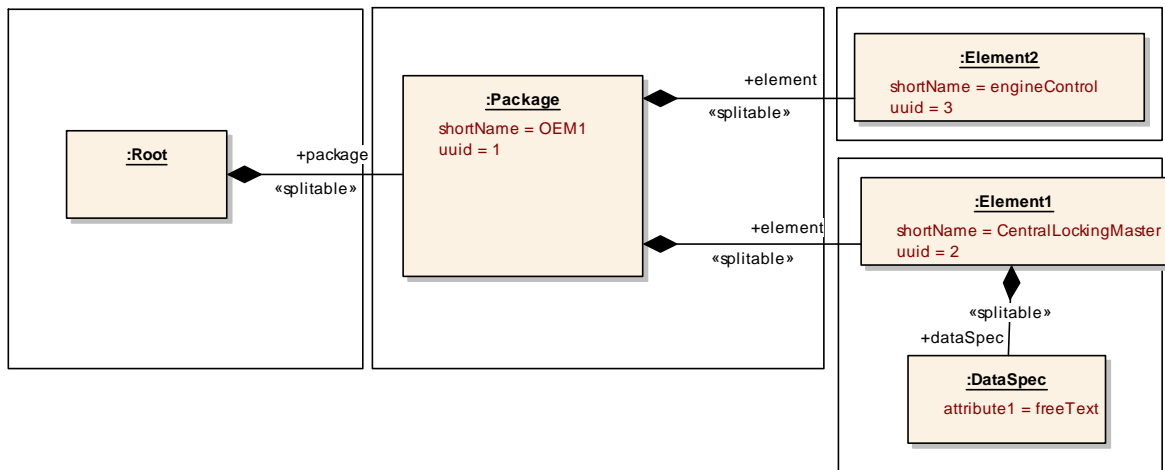 :Root
+package
«splitable»
:Package
shortName = OEM1
uuid = 1
+element
«splitable»
:Element2
shortName = engineControl
uuid = 3
+element
«splitable»
:Element1
shortName = CentralLockingMaster
uuid = 2
«splitable»
+dataSpec
:DataSpec
attribute1 = freeText